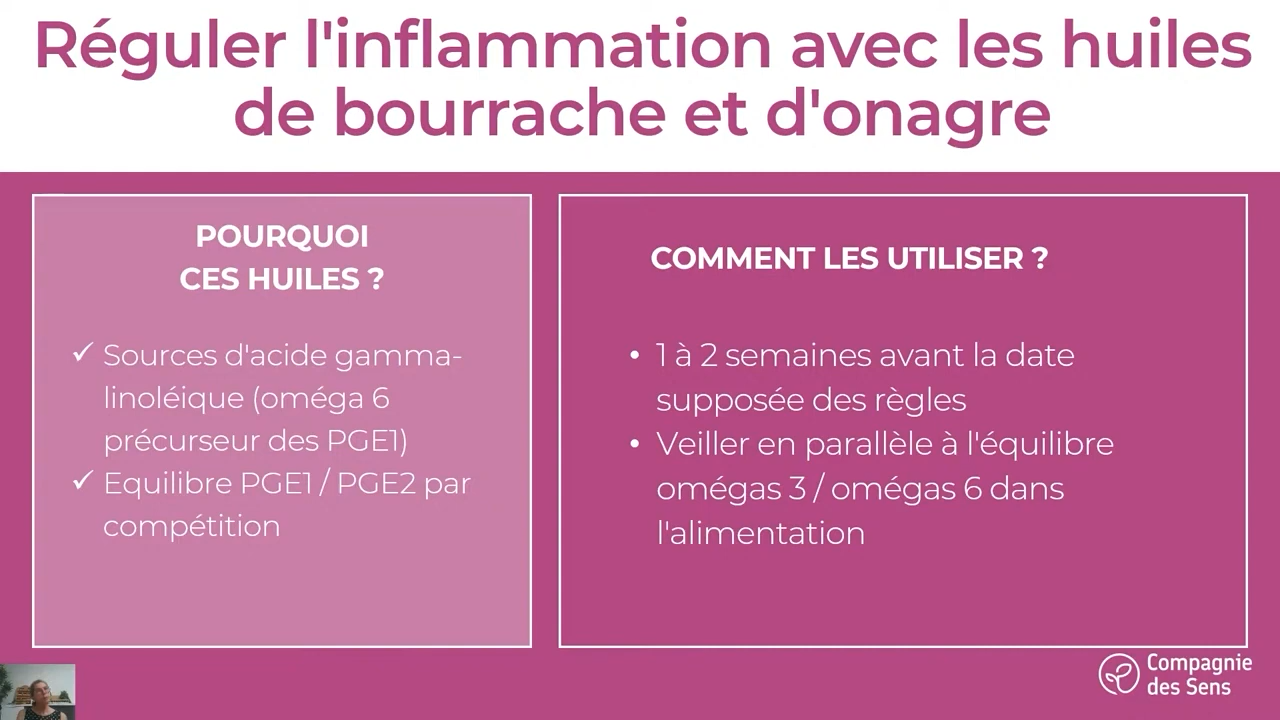 Réguler l'inflammation avec les huiles
de bourrache et d'onagre
POURQUOI
CES HUILES ?
✓ Sources d'acide gamma-
linoléique (oméga 6
précurseur des PGE1)
✓ Equilibre PGE1 / PGE2 par
compétition
COMMENT LES UTILISER ?
• 1 à 2 semaines avant la date
supposée des règles
• Veiller en parallèle à l'équilibre
omégas 3 / omégas 6 dans
l'alimentation
Compagnie
des Sens